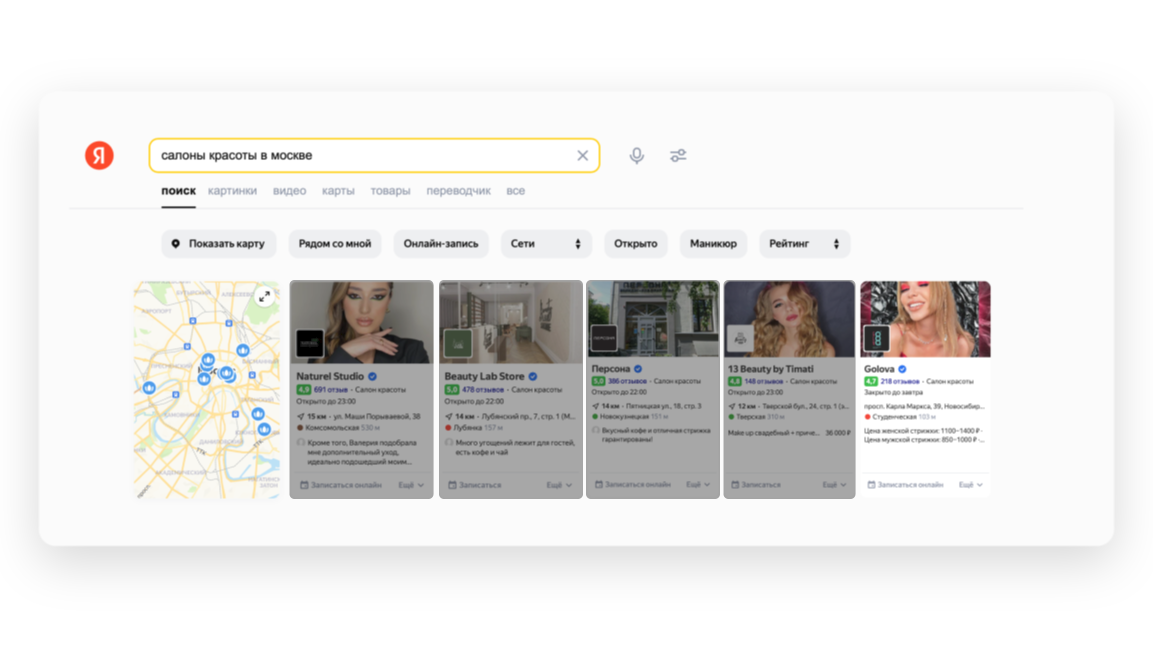 Я
салоны красоты в москве
поиск картинки видео карты товары переводчик все
Показать карту Рядом со мной Онлайн-запись Сети Открыто Маникюр Рейтинг
Naturel Studio
4,9 691 отзыв · Салон красоты
Открыто до 23:00
15 км · ул. Маши Порываевой, 38
Комсомольская 530 м
Кроме того, Валерия подобрала
мне дополнительный уход,
идеально подошедший моим...
Записаться онлайн Ещё
Beauty Lab Store
5,0 478 отзывов · Салон красоты
Открыто до 22:00
14 км · Лубянский пр., 7, стр. 1 (М...
Лубянка 157 м
Много угощений лежит для гостей,
есть кофе и чай
Записаться Ещё
Персона
5,0 386 отзывов · Салон красоты
Открыто до 22:00
14 км · Пятницкая ул., 18, стр. 3
Новокузнецкая 151 м
Вкусный кофе и отличная стрижка
гарантированы!
Записаться онлайн Ещё
13 Beauty by Timati
4,8 148 отзывов · Салон красоты
Открыто до 23:00
12 км · Тверской бул., 24, стр. 1 (э...
Тверская 310 м
Make up свадебный + приче... 36 000 ₽
Записаться Ещё
Golova
4,7 218 отзывов · Салон красоты
Закрыто до завтра
просп. Карла Маркса, 39, Новосибир...
Студенческая 103 м
Цена женской стрижки: 1100–1400 ₽ ·
Цена мужской стрижки: 850–1000 ₽ ·...
Записаться онлайн Ещё